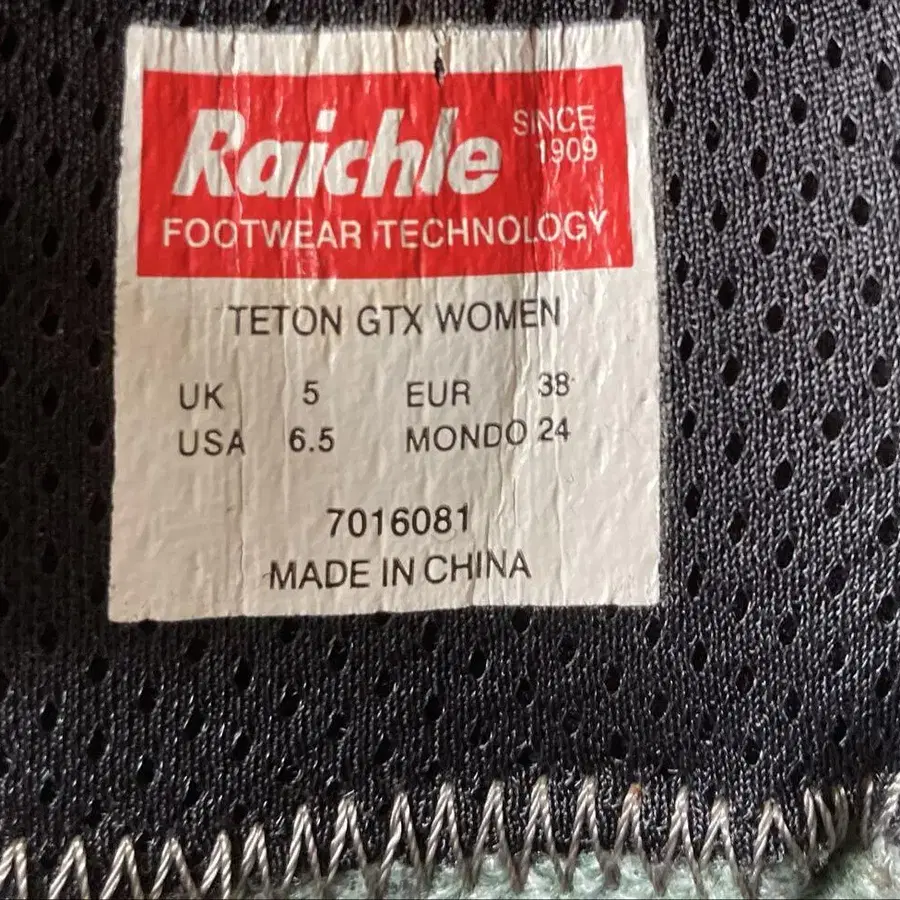 Raichle SINCE 1909
FOOTWEAR TECHNOLOGY
TETON GTX WOMEN
UK 5 EUR 38
USA 6.5 MONDO 24
7016081
MADE IN CHINA